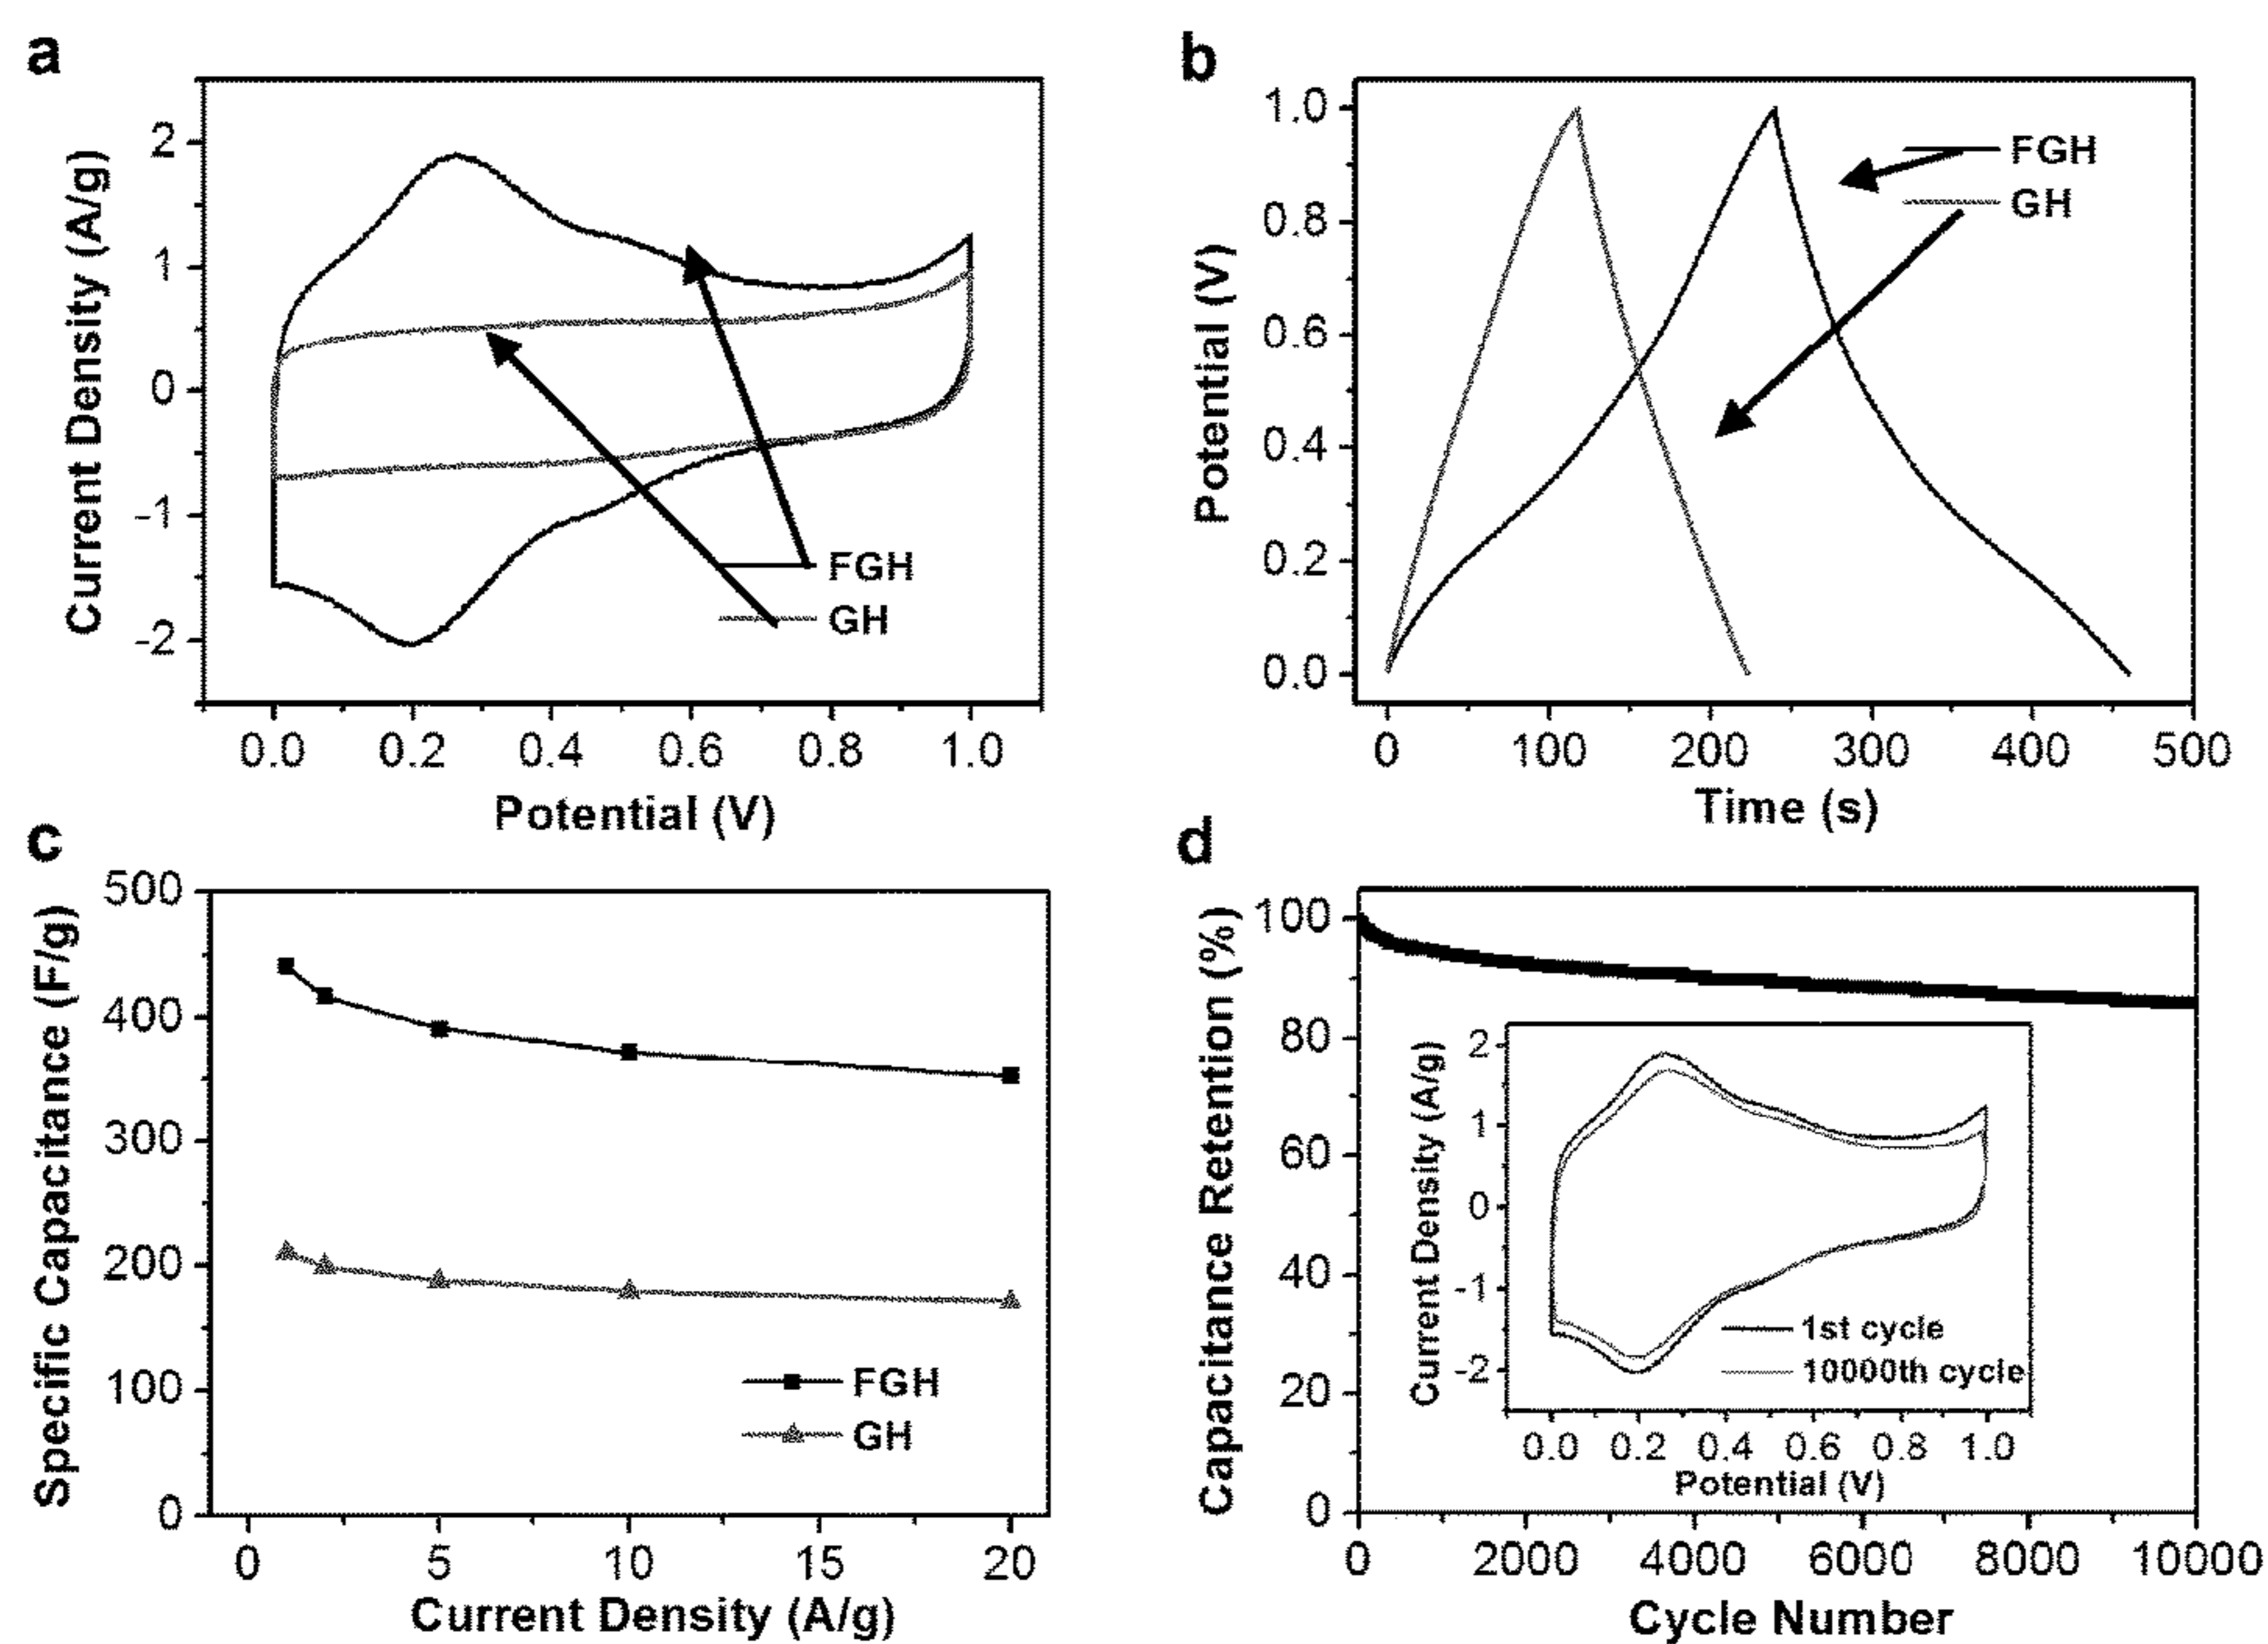 a
2
1
0
-1
-2
Current Density (A/g)
FGH
GH
0.0 0.2 0.4 0.6 0.8 1.0
Potential (V)
b
1.0
0.8
0.6
0.4
0.2
0.0
Potential (V)
FGH
GH
0 100 200 300 400 500
Time (s)
c
500
400
300
200
100
0
Specific Capacitance (F/g)
FGH
GH
0 5 10 15 20
Current Density (A/g)
d
100
80
60
40
20
0
Capacitance Retention (%)
2
1
0
-1
-2
Current Density (A/g)
1st cycle
10000th cycle
0.0 0.2 0.4 0.6 0.8 1.0
Potential (V)
0 2000 4000 6000 8000 10000
Cycle Number